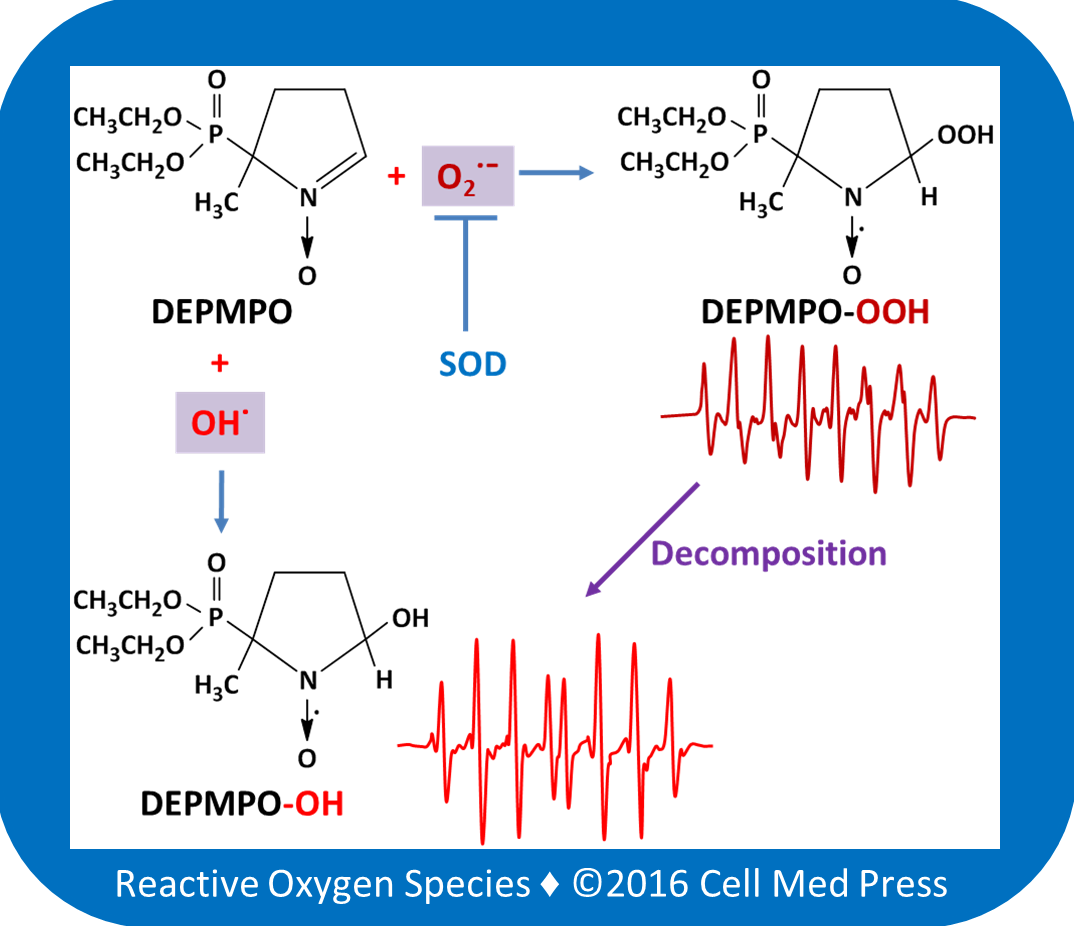 O
CH₃CH₂O
P
CH₃CH₂O
H₃C
N
O
DEPMPO
+
O₂·−
SOD
O
CH₃CH₂O
P
CH₃CH₂O
H₃C
N
OOH
H
·
O
DEPMPO-OOH
+
OH·
Decomposition
O
CH₃CH₂O
P
CH₃CH₂O
H₃C
N
OH
H
·
O
DEPMPO-OH
Reactive Oxygen Species ♦ ©2016 Cell Med Press